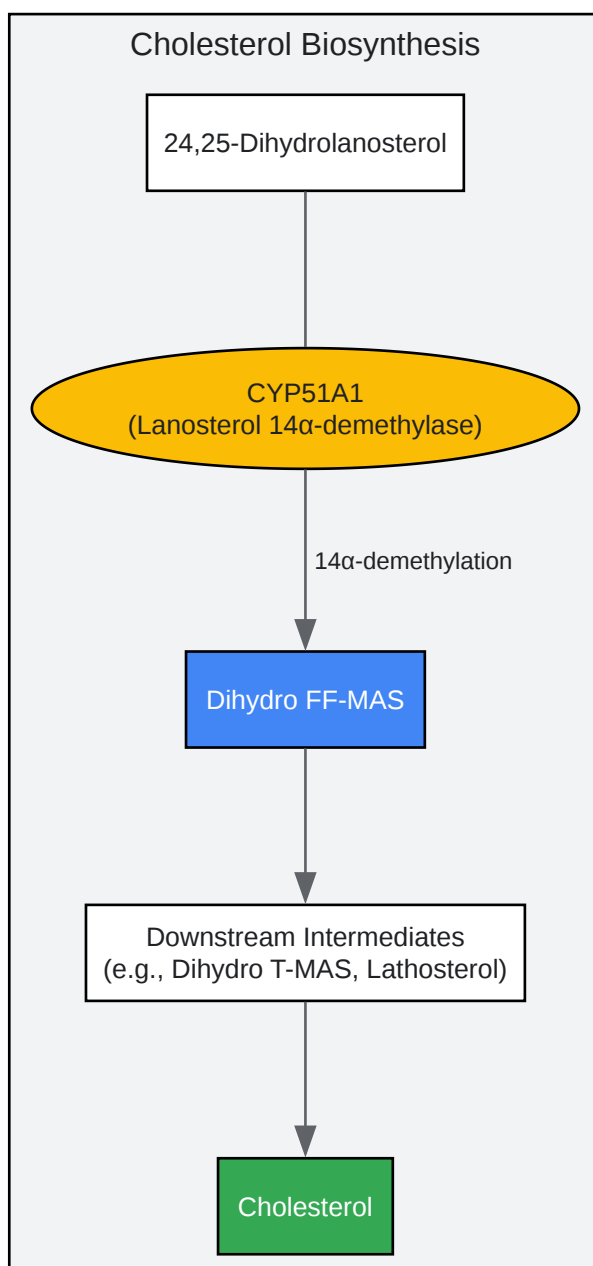 Cholesterol Biosynthesis
24,25-Dihydrolanosterol
CYP51A1
(Lanosterol 14α-demethylase)
14α-demethylation
Dihydro FF-MAS
Downstream Intermediates
(e.g., Dihydro T-MAS, Lathosterol)
Cholesterol